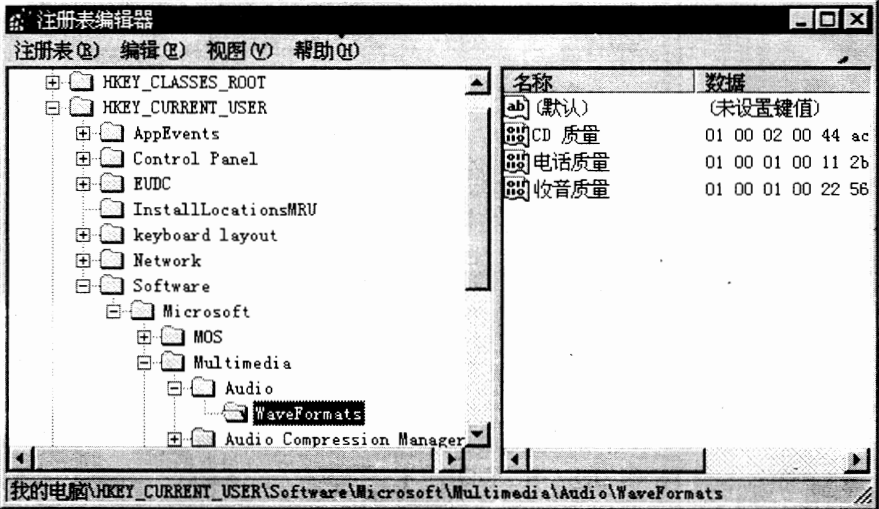 注册表编辑器
注册表(R) 编辑(E) 视图(V) 帮助(H)
HKEY_CLASSES_ROOT
HKEY_CURRENT_USER
AppEvents
Control Panel
EUDC
InstallLocationsMRU
keyboard layout
Network
Software
Microsoft
MOS
Multimedia
Audio
WaveFormats
Audio Compression Manager
名称 数据
(默认) (未设置键值)
CD 质量 01 00 02 00 44 ac
电话质量 01 00 01 00 11 2b
收音质量 01 00 01 00 22 56
我的电脑\HKEY_CURRENT_USER\Software\Microsoft\Multimedia\Audio\WaveFormats